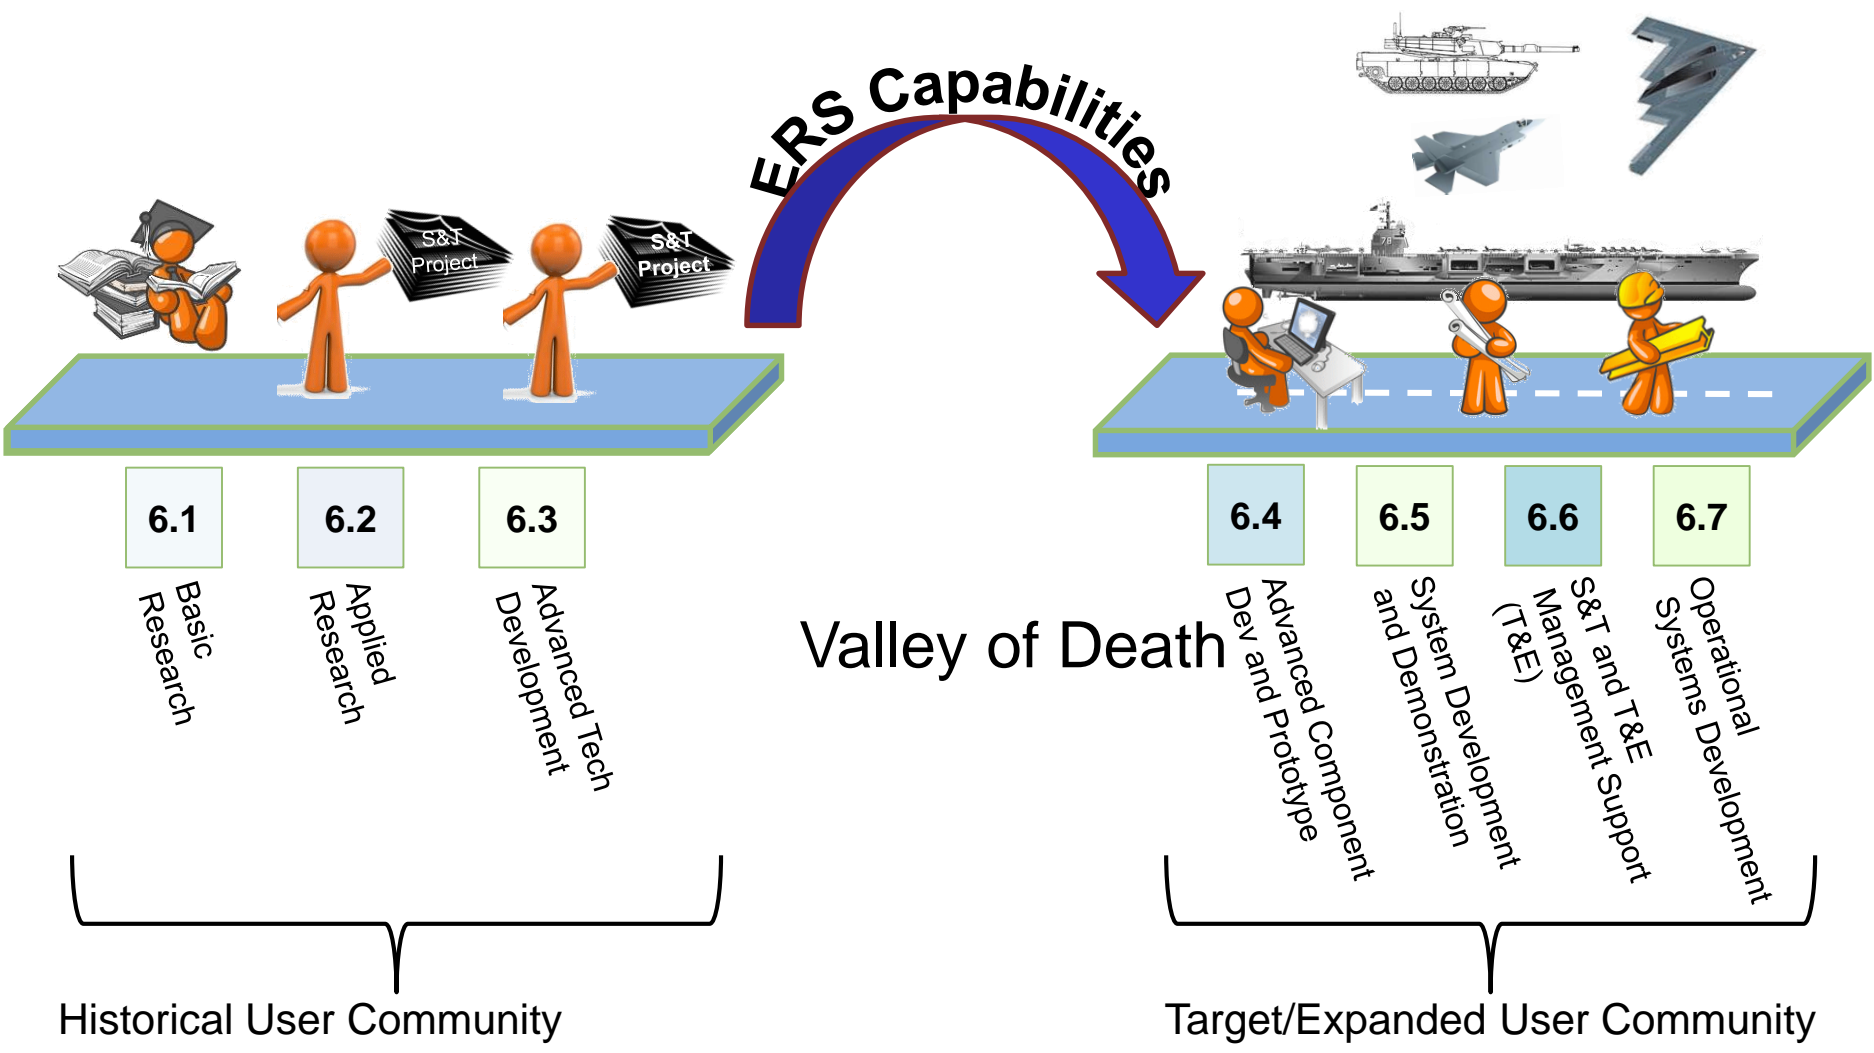 ERS Capabilities
S&T
Project
S&T
Project
78
6.1
6.2
6.3
6.4
6.5
6.6
6.7
Basic
Research
Applied
Research
Advanced Tech
Development
Valley of Death
Advanced Component
Dev and Prototype
System Development
and Demonstration
S&T and T&E
Management Support
(T&E)
Operational
Systems Development
Historical User Community
Target/Expanded User Community